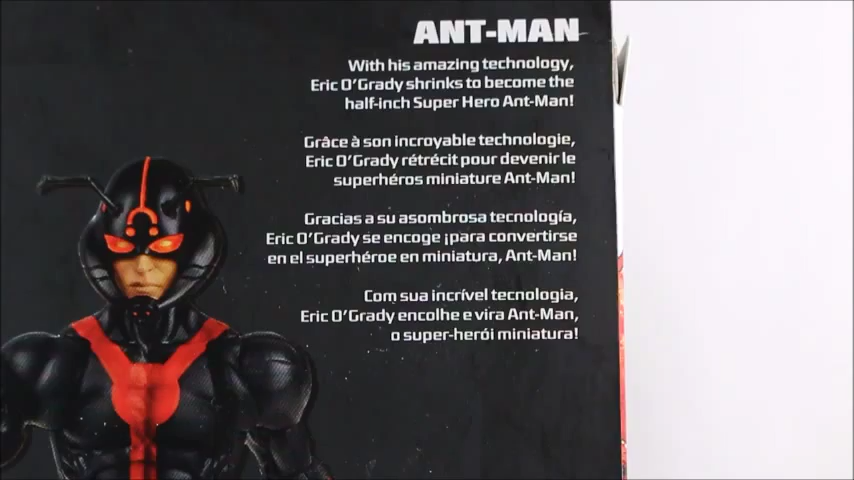 ANT-MAN
With his amazing technology,
Eric O'Grady shrinks to become the
half-inch Super Hero Ant-Man!
Grâce à son incroyable technologie,
Eric O'Grady rétrécit pour devenir le
superhéros miniature Ant-Man!
Gracias a su asombrosa tecnología,
Eric O'Grady se encoge ¡para convertirse
en el superhéroe en miniatura, Ant-Man!
Com sua incrível tecnologia,
Eric O'Grady encolhe e vira Ant-Man,
o super-herói miniatura!